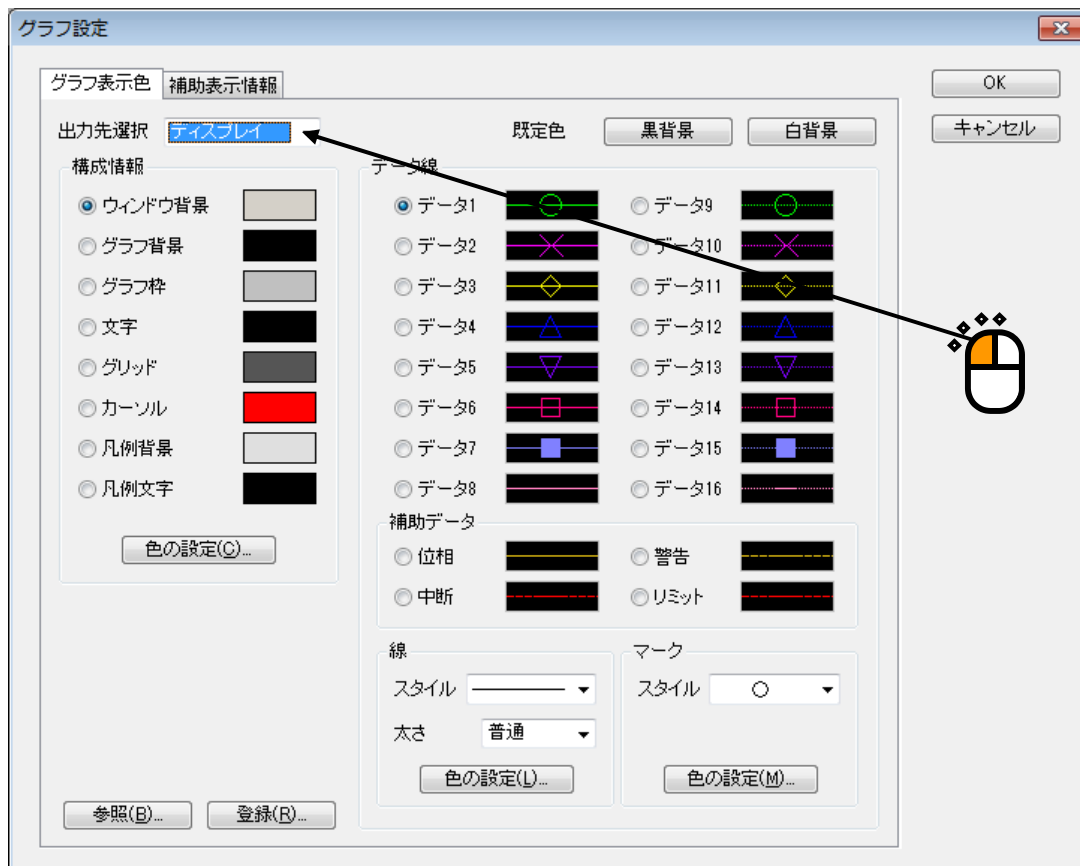 グラフ設定
グラフ表示色
補助表示情報
OK
キャンセル
出力先選択
ディスプレイ
既定色
黒背景
白背景
構成情報
ウィンドウ背景
グラフ背景
グラフ枠
文字
グリッド
カーソル
凡例背景
凡例文字
色の設定(C)...
データ線
データ1
データ9
データ2
データ10
データ3
データ11
データ4
データ12
データ5
データ13
データ6
データ14
データ7
データ15
データ8
データ16
補助データ
位相
警告
中断
リミット
線
スタイル
太さ
普通
色の設定(L)...
マーク
スタイル
色の設定(M)...
参照(B)...
登録(R)...